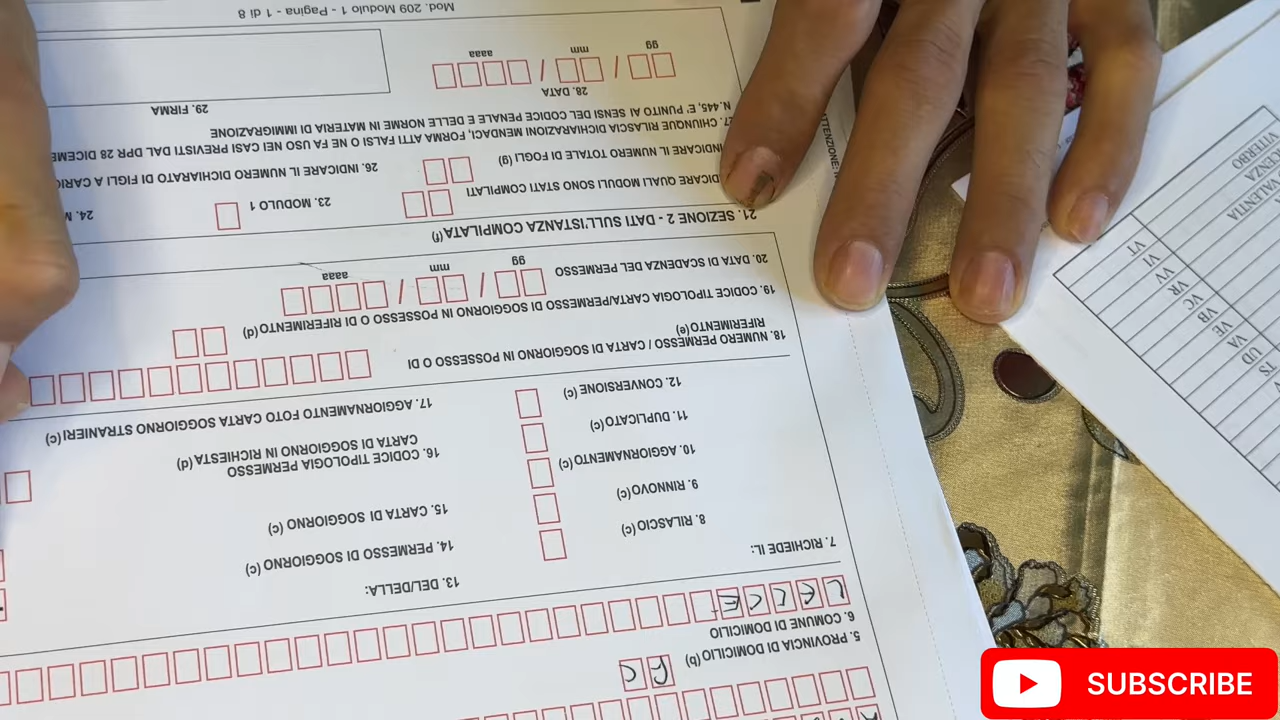 5. PROVINCIA DI DOMICILIO (b)
6. COMUNE DI DOMICILIO
LECCE
7. RICHIEDE IL:
13. DEL/DELLA:
8. RILASCIO (c)
14. PERMESSO DI SOGGIORNO (c)
9. RINNOVO (c)
15. CARTA DI SOGGIORNO (c)
10. AGGIORNAMENTO (c)
16. CODICE TIPOLOGIA PERMESSO
CARTA DI SOGGIORNO IN RICHIESTA (d)
11. DUPLICATO (c)
12. CONVERSIONE (c)
17. AGGIORNAMENTO FOTO CARTA SOGGIORNO STRANIERI (c)
18. NUMERO PERMESSO / CARTA DI SOGGIORNO IN POSSESSO O DI
RIFERIMENTO (e)
19. CODICE TIPOLOGIA CARTA/PERMESSO DI SOGGIORNO IN POSSESSO O DI RIFERIMENTO (d)
20. DATA DI SCADENZA DEL PERMESSO
/ /
gg mm aaaa
21. SEZIONE 2 - DATI SULL'ISTANZA COMPILATA (f)
DICARE QUALI MODULI SONO STATI COMPILATI
23. MODULO 1
24. M
INDICARE IL NUMERO TOTALE DI FOGLI (g)
26. INDICARE IL NUMERO DICHIARATO DI FIGLI A CARIC
27. CHIUNQUE RILASCIA DICHIARAZIONI MENDACI, FORMA ATTI FALSI O NE FA USO NEI CASI PREVISTI DAL DPR 28 DICEME
N.445, E' PUNITO AI SENSI DEL CODICE PENALE E DELLE NORME IN MATERIA DI IMMIGRAZIONE
28. DATA
29. FIRMA
/ /
gg mm aaaa
Mod. 209 Modulo 1 - Pagina - 1 di 8
ATTENZIONE:
TS
UD
VA
VE
VB
VC
VR
VV
VI
VT
VALENTIA
VITERBO
SUBSCRIBE